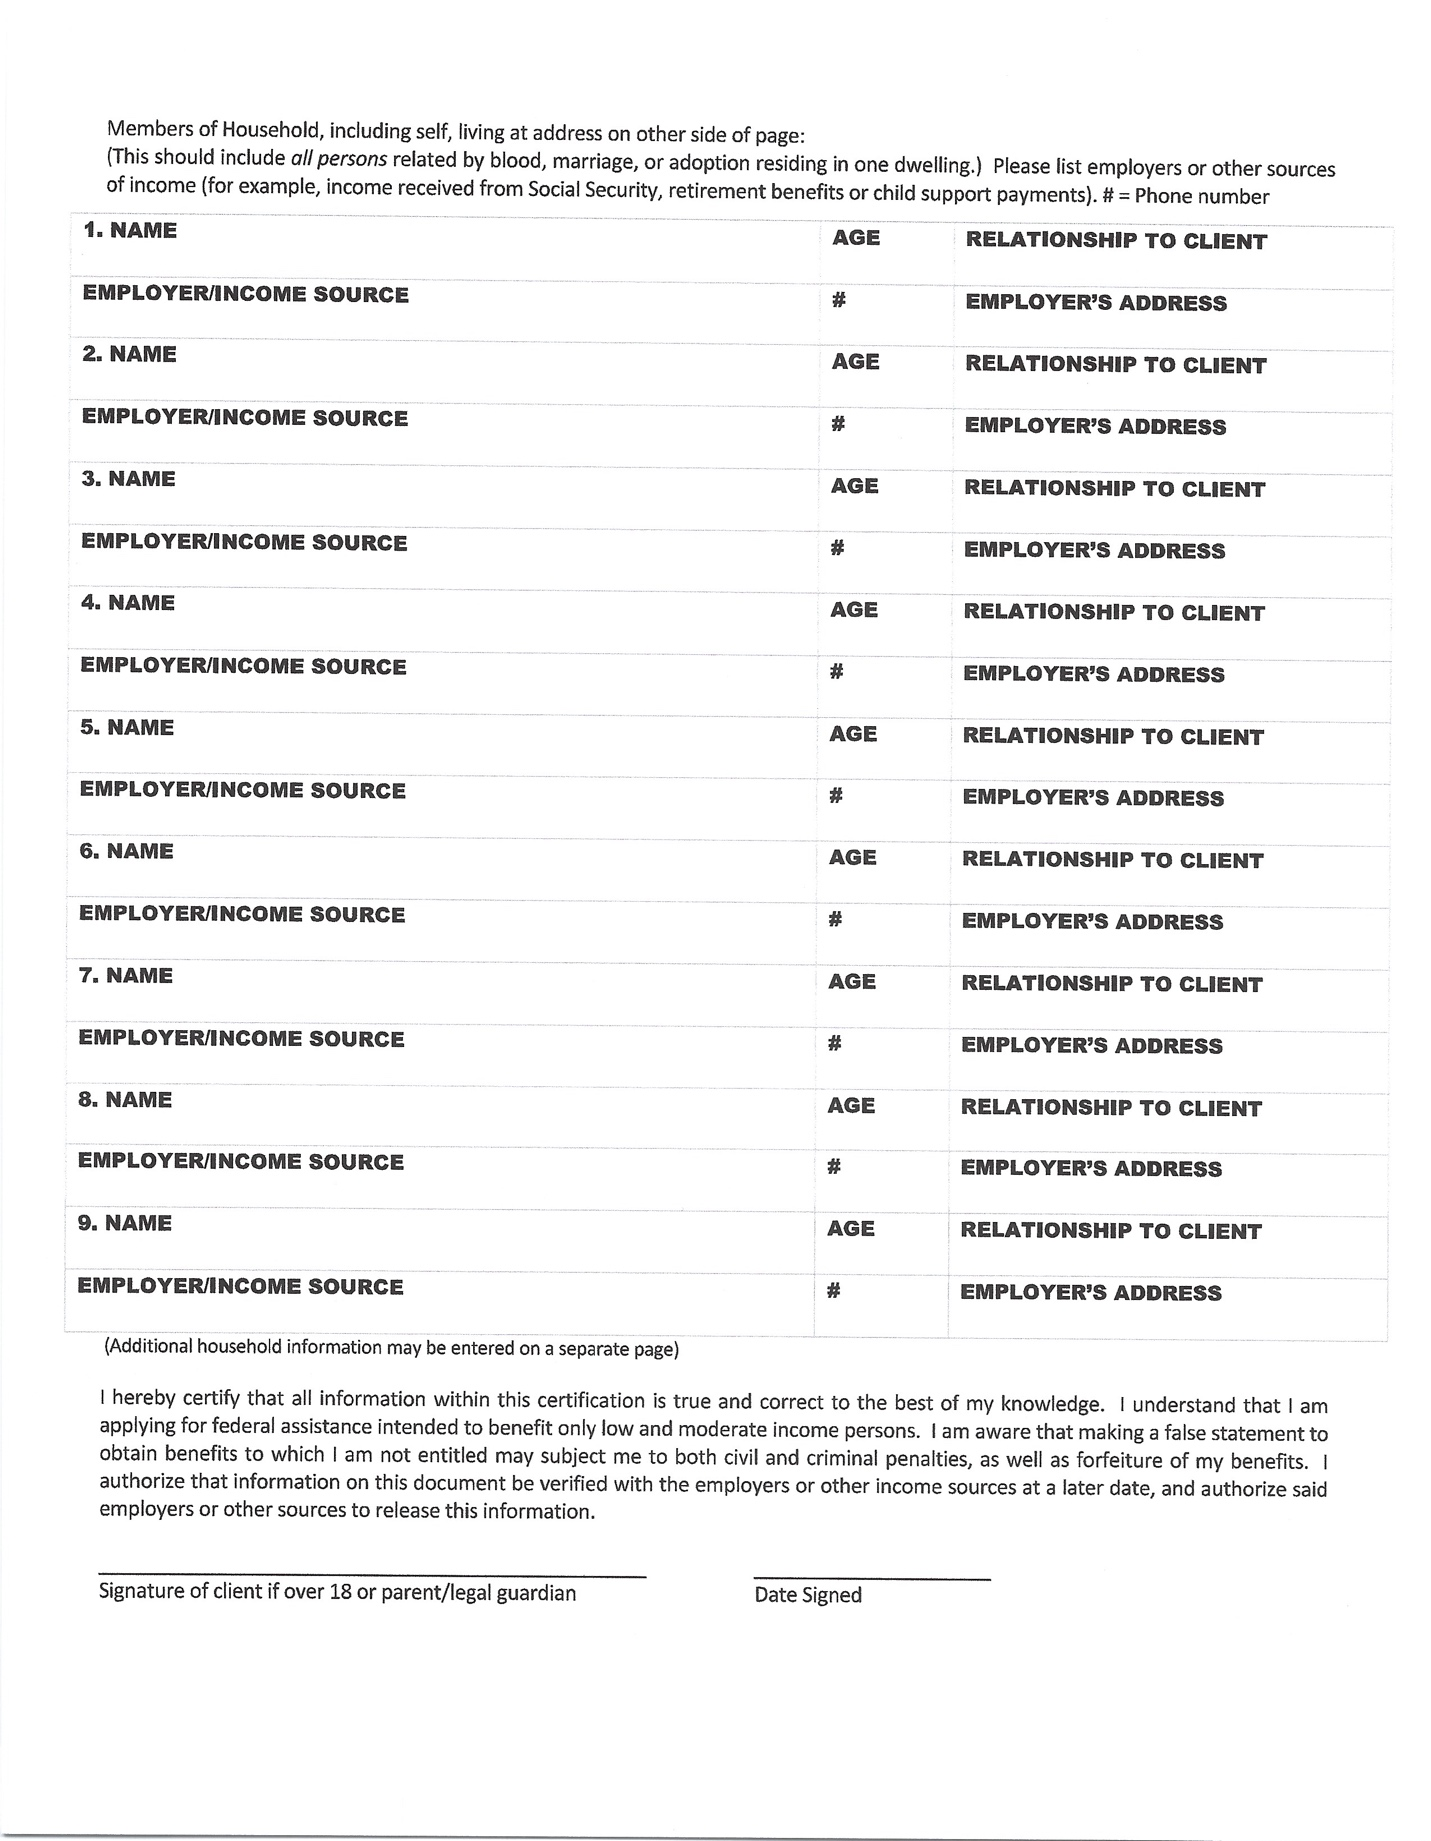 Members of Household, including self, living at address on other side of page:
(This should include all persons related by blood, marriage, or adoption residing in one dwelling.)  Please list employers or other sources
of income (for example, income received from Social Security, retirement benefits or child support payments). # = Phone number
1. NAME AGE RELATIONSHIP TO CLIENT
EMPLOYER/INCOME SOURCE # EMPLOYER'S ADDRESS
2. NAME AGE RELATIONSHIP TO CLIENT
EMPLOYER/INCOME SOURCE # EMPLOYER'S ADDRESS
3. NAME AGE RELATIONSHIP TO CLIENT
EMPLOYER/INCOME SOURCE # EMPLOYER'S ADDRESS
4. NAME AGE RELATIONSHIP TO CLIENT
EMPLOYER/INCOME SOURCE # EMPLOYER'S ADDRESS
5. NAME AGE RELATIONSHIP TO CLIENT
EMPLOYER/INCOME SOURCE # EMPLOYER'S ADDRESS
6. NAME AGE RELATIONSHIP TO CLIENT
EMPLOYER/INCOME SOURCE # EMPLOYER'S ADDRESS
7. NAME AGE RELATIONSHIP TO CLIENT
EMPLOYER/INCOME SOURCE # EMPLOYER'S ADDRESS
8. NAME AGE RELATIONSHIP TO CLIENT
EMPLOYER/INCOME SOURCE # EMPLOYER'S ADDRESS
9. NAME AGE RELATIONSHIP TO CLIENT
EMPLOYER/INCOME SOURCE # EMPLOYER'S ADDRESS
(Additional household information may be entered on a separate page)
I hereby certify that all information within this certification is true and correct to the best of my knowledge.  I understand that I am
applying for federal assistance intended to benefit only low and moderate income persons.  I am aware that making a false statement to
obtain benefits to which I am not entitled may subject me to both civil and criminal penalties, as well as forfeiture of my benefits.  I
authorize that information on this document be verified with the employers or other income sources at a later date, and authorize said
employers or other sources to release this information.
Signature of client if over 18 or parent/legal guardian Date Signed